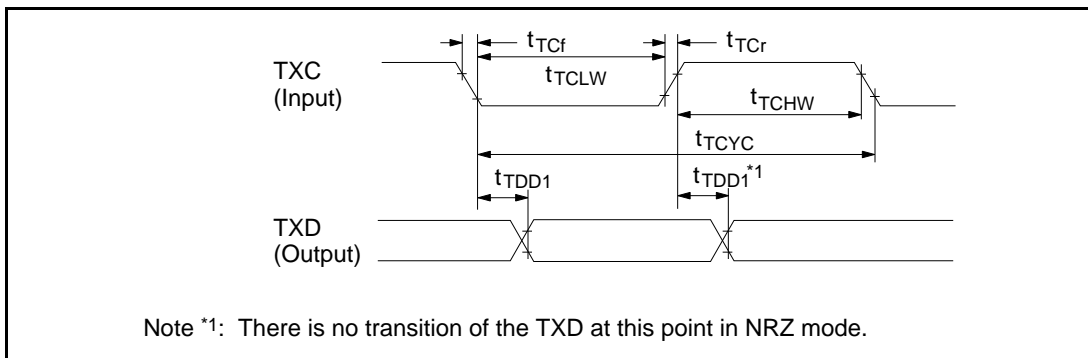 tTCf
tTCr
TXC
(Input)
tTCLW
tTCHW
tTCYC
tTDD1
tTDD1*1
TXD
(Output)
Note *1: There is no transition of the TXD at this point in NRZ mode.